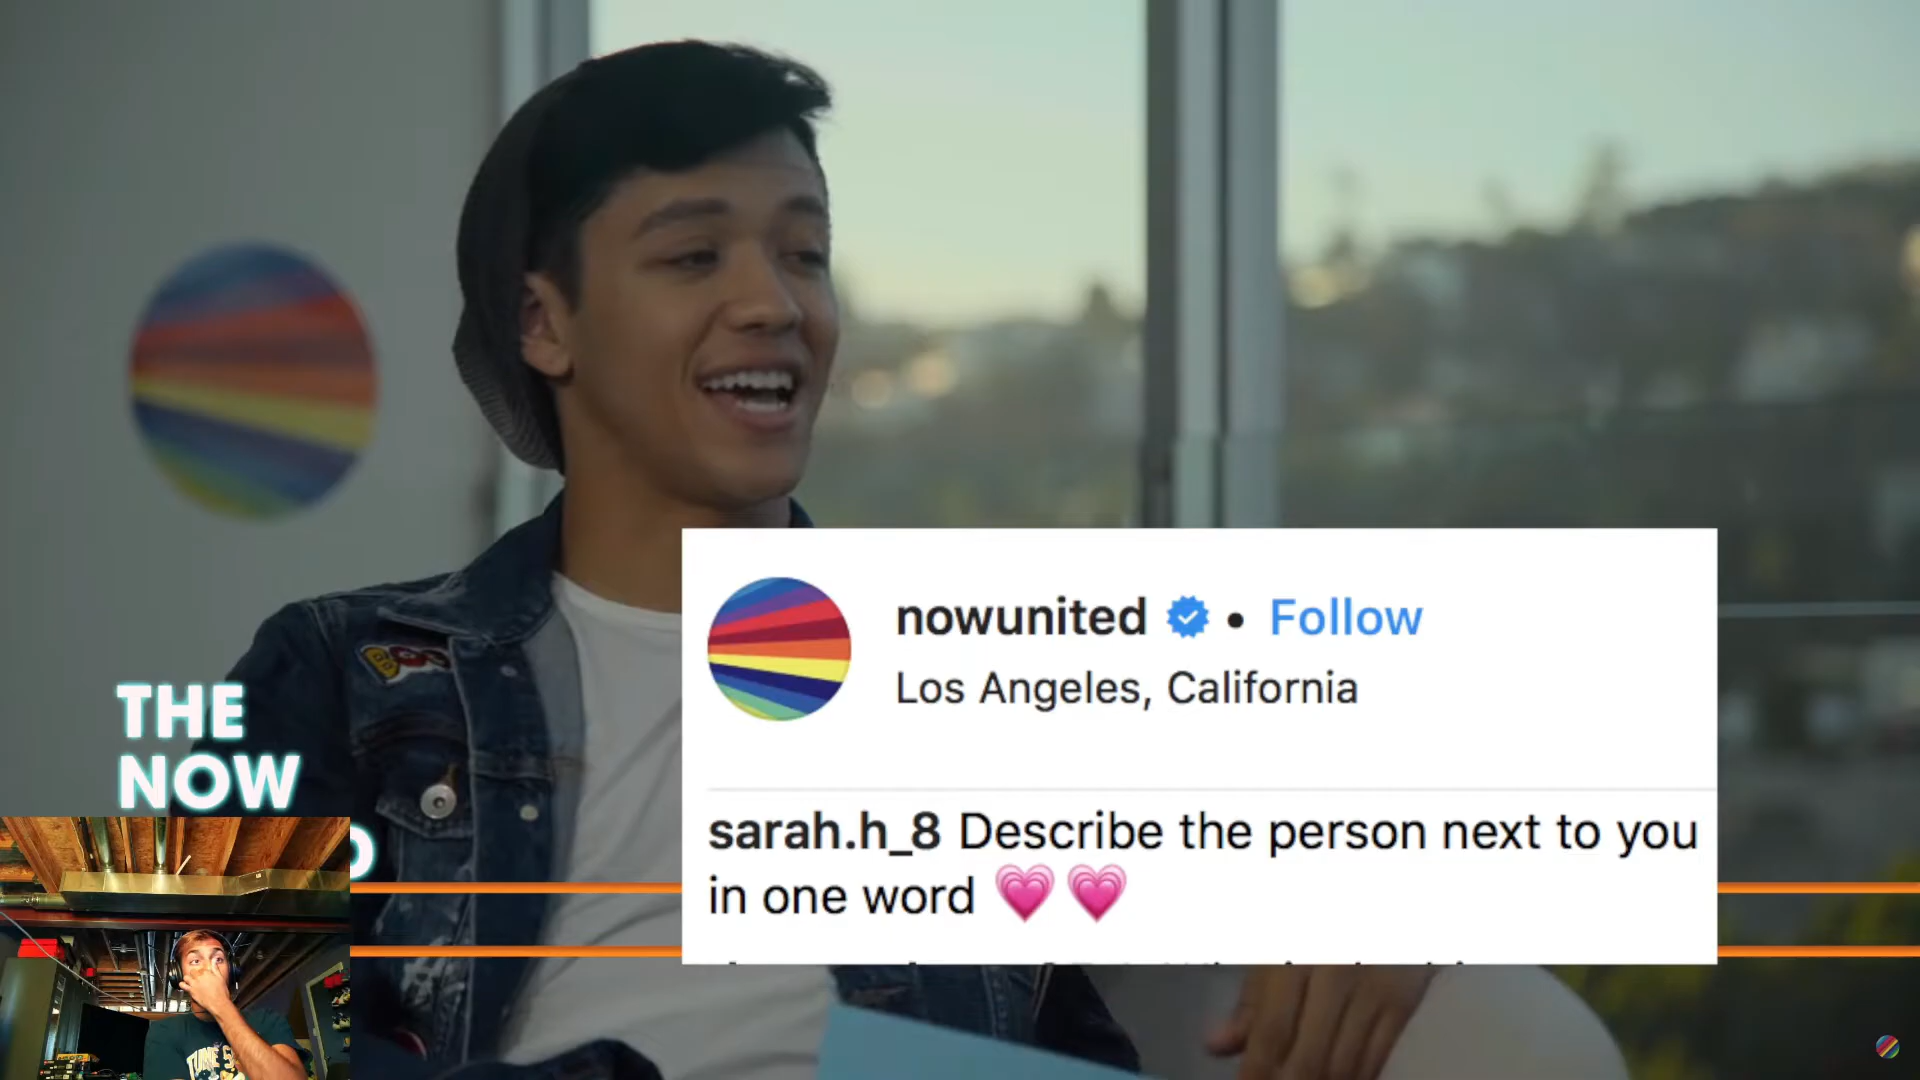 THE
NOW
nowunited • Follow
Los Angeles, California
sarah.h_8 Describe the person next to you
in one word 💗💗